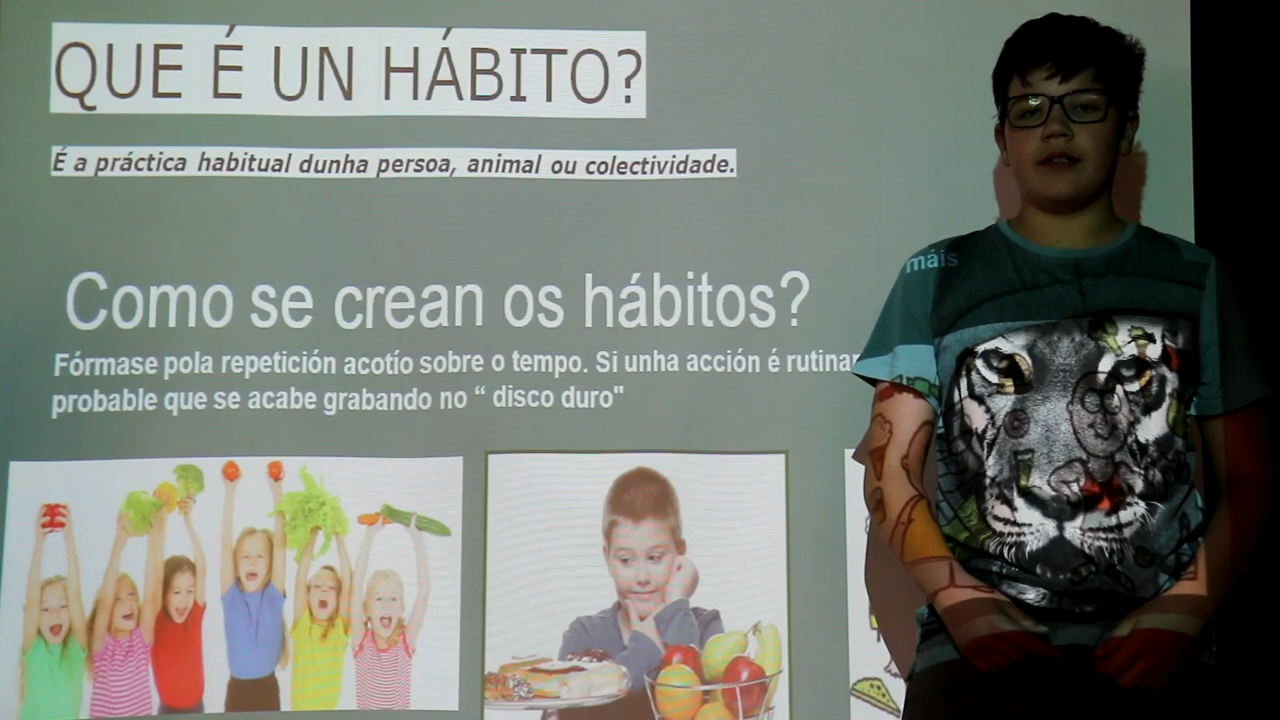 QUE É UN HÁBITO?
É a práctica habitual dunha persoa, animal ou colectividade.
Como se crean os hábitos?
Fórmase pola repetición acotío sobre o tempo. Si unha acción é
probable que se acabe grabando no “ disco duro"
máis